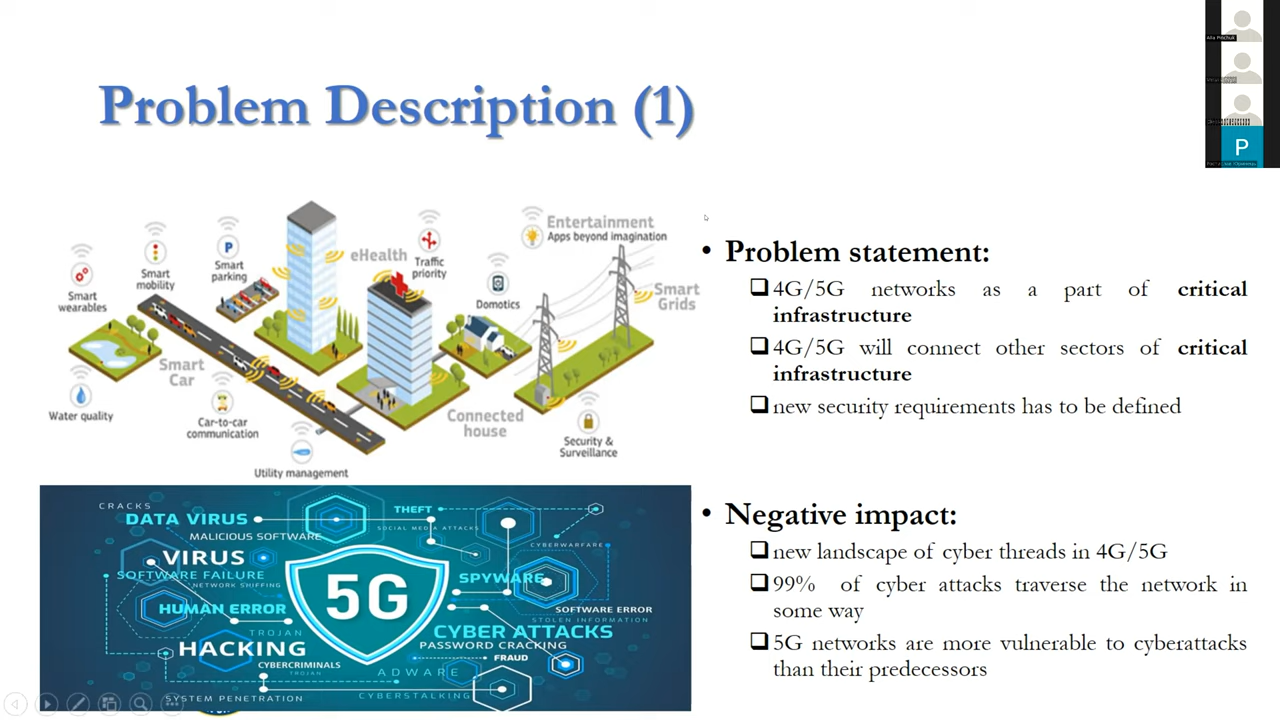 Problem Description (1)
Alla Pinchuk
P
Entertainment
Apps beyond imagination
eHealth
Traffic
priority
Smart
parking
Smart
mobility
Smart
wearables
Domotics
Smart
Grids
Smart
Car
Water quality
Car-to-car
communication
Connected
house
Security &
Surveillance
Utility management
P
• Problem statement:
4G/5G networks as a part of critical
infrastructure
4G/5G will connect other sectors of critical
infrastructure
new security requirements has to be defined
CRACKS
DATA VIRUS
MALICIOUS SOFTWARE
VIRUS
SOFTWARE FAILURE
HUMAN ERROR
TROJAN
HACKING
CYBERCRIMINALS
TROJAN
SYSTEM PENETRATION
5G
THEFT
SOCIAL MEDIA ATTACKS
CYBERWARFARE
SPYWARE
SOFTWARE ERROR
STOLEN INFORMATION
CYBER ATTACKS
PASSWORD CRACKING
FRAUD
ADWARE
CYBERSTALKING
• Negative impact:
new landscape of cyber threads in 4G/5G
99% of cyber attacks traverse the network in
some way
5G networks are more vulnerable to cyberattacks
than their predecessors